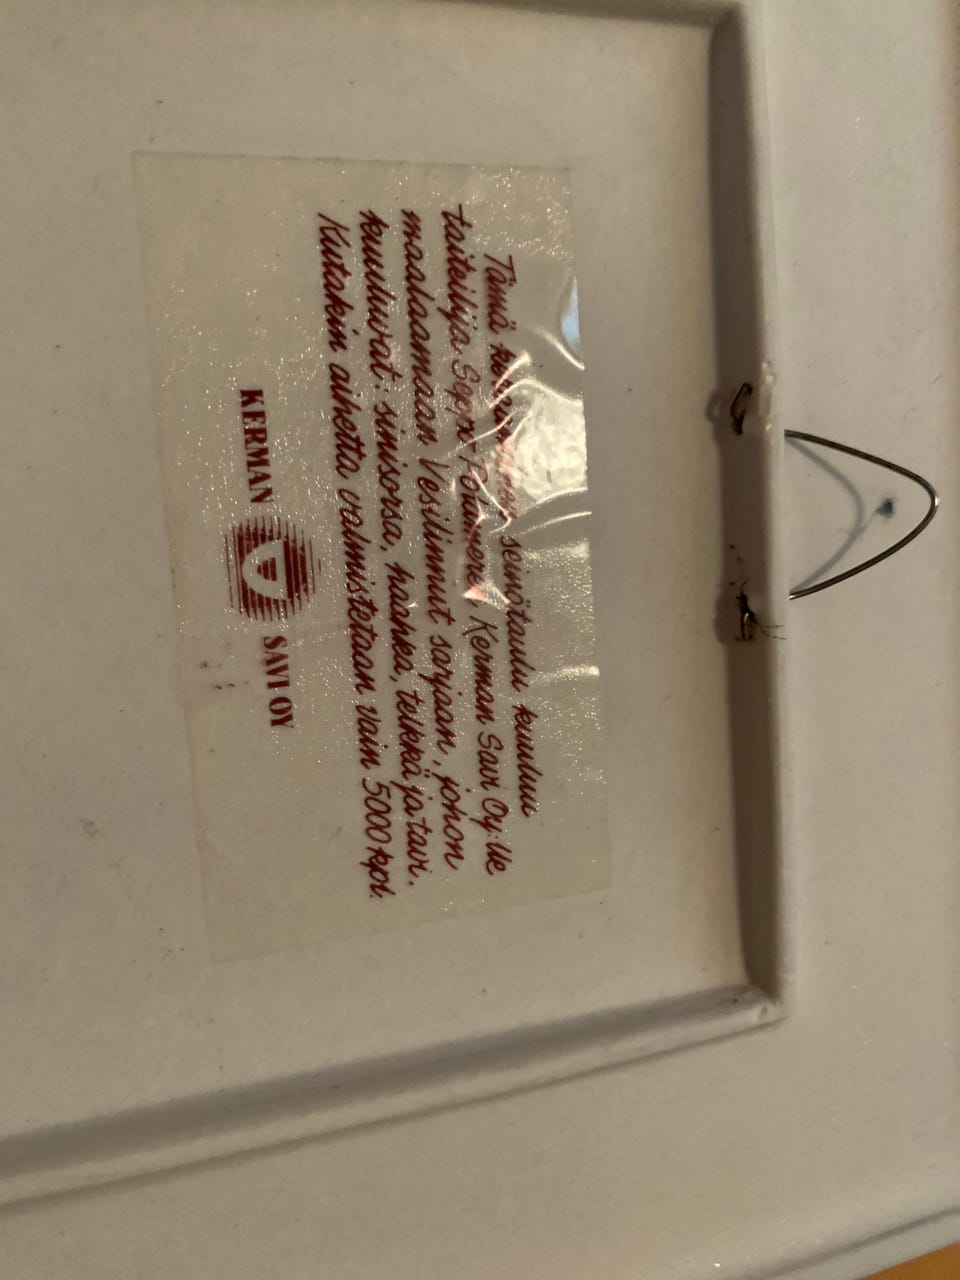 Tämä seinätaulu kuuluu
taiteilija Seppo Kerman Savi Oy:lle
maalaamaan Vesilinnut sarjaan, johon
kuuluvat: sinisorsa, haahka, telkkä ja tavi.
Kutakin aihetta valmistetaan vain 5000 kpl.
KERMAN SAVI OY